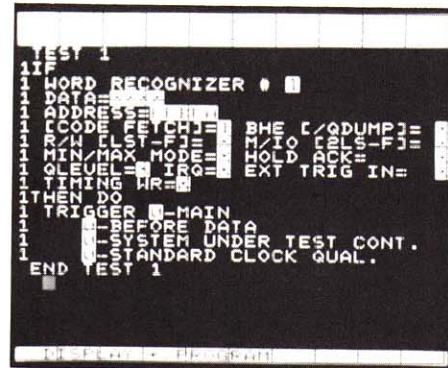 TEST 1
1IF
1 WORD RECOGNIZER #
1 DATA=
1 ADDRESS=
1 [CODE FETCH]= BHE [/QDUMP]=
1 R/W [LST-F]= M/IO [2LS-F]=
1 MIN/MAX MODE= HOLD ACK=
1 QLEVEL= IRQ= EXT TRIG IN=
1 TIMING WR=
1THEN DO
1 TRIGGER -MAIN
1 -BEFORE DATA
1 -SYSTEM UNDER TEST CONT.
1 -STANDARD CLOCK QUAL.
END TEST 1
DISPLAY PROGRAM